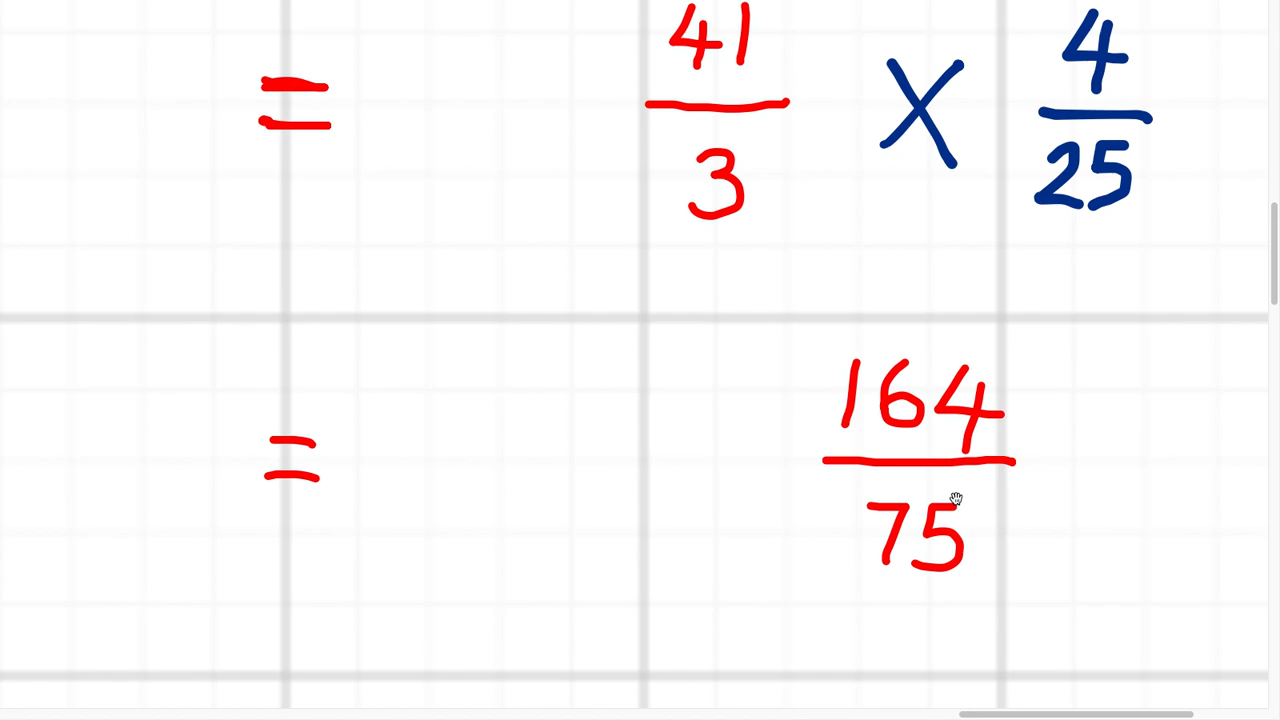 = 41/3 X 4/25
= 164/75